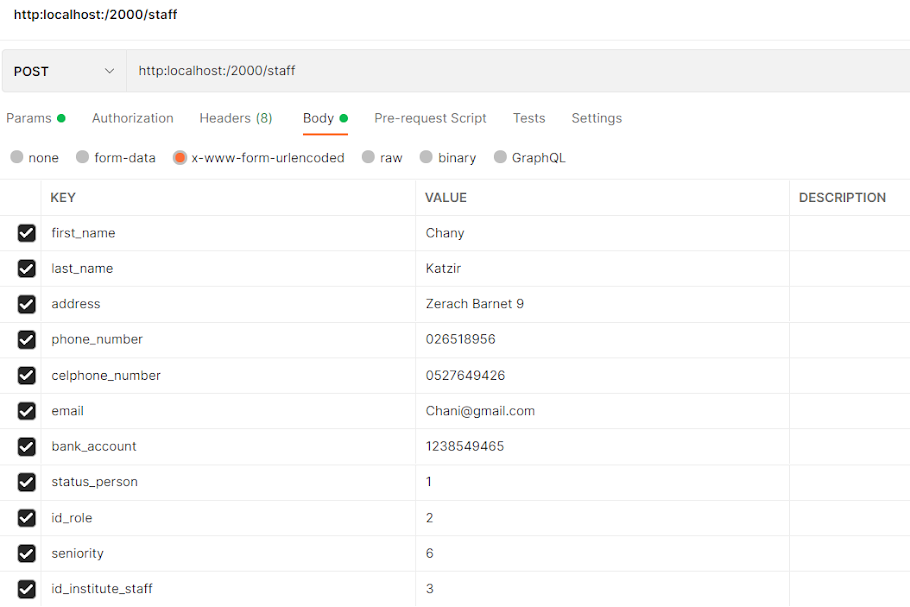 http:localhost:/2000/staff
POST http:localhost:/2000/staff
Params Authorization Headers (8) Body Pre-request Script Tests Settings
none form-data x-www-form-urlencoded raw binary GraphQL
KEY VALUE DESCRIPTION
first_name Chany
last_name Katzir
address Zerach Barnet 9
phone_number 026518956
celphone_number 0527649426
email Chani@gmail.com
bank_account 1238549465
status_person 1
id_role 2
seniority 6
id_institute_staff 3